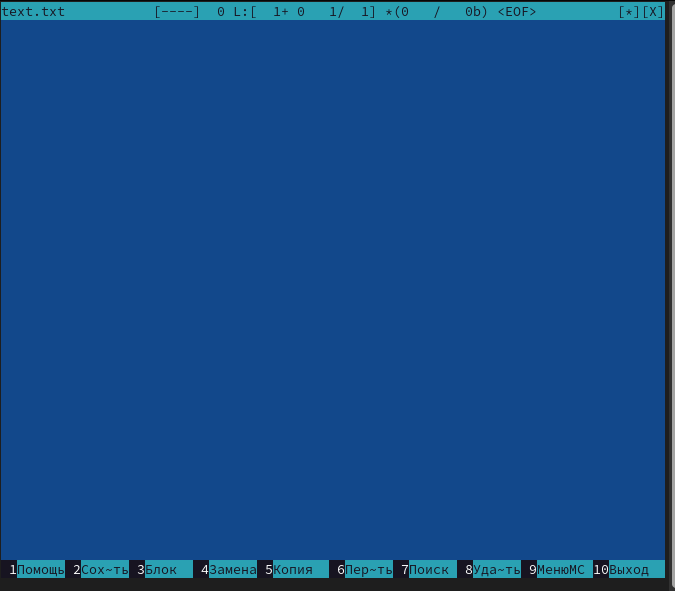 text.txt [----] 0 L:[ 1+ 0 1/ 1] *(0 / 0b) <EOF> [*][X]
1Помощь 2Сох~ть 3Блок 4Замена 5Копия 6Пер~ть 7Поиск 8Уда~ть 9МенюMC 10Выход